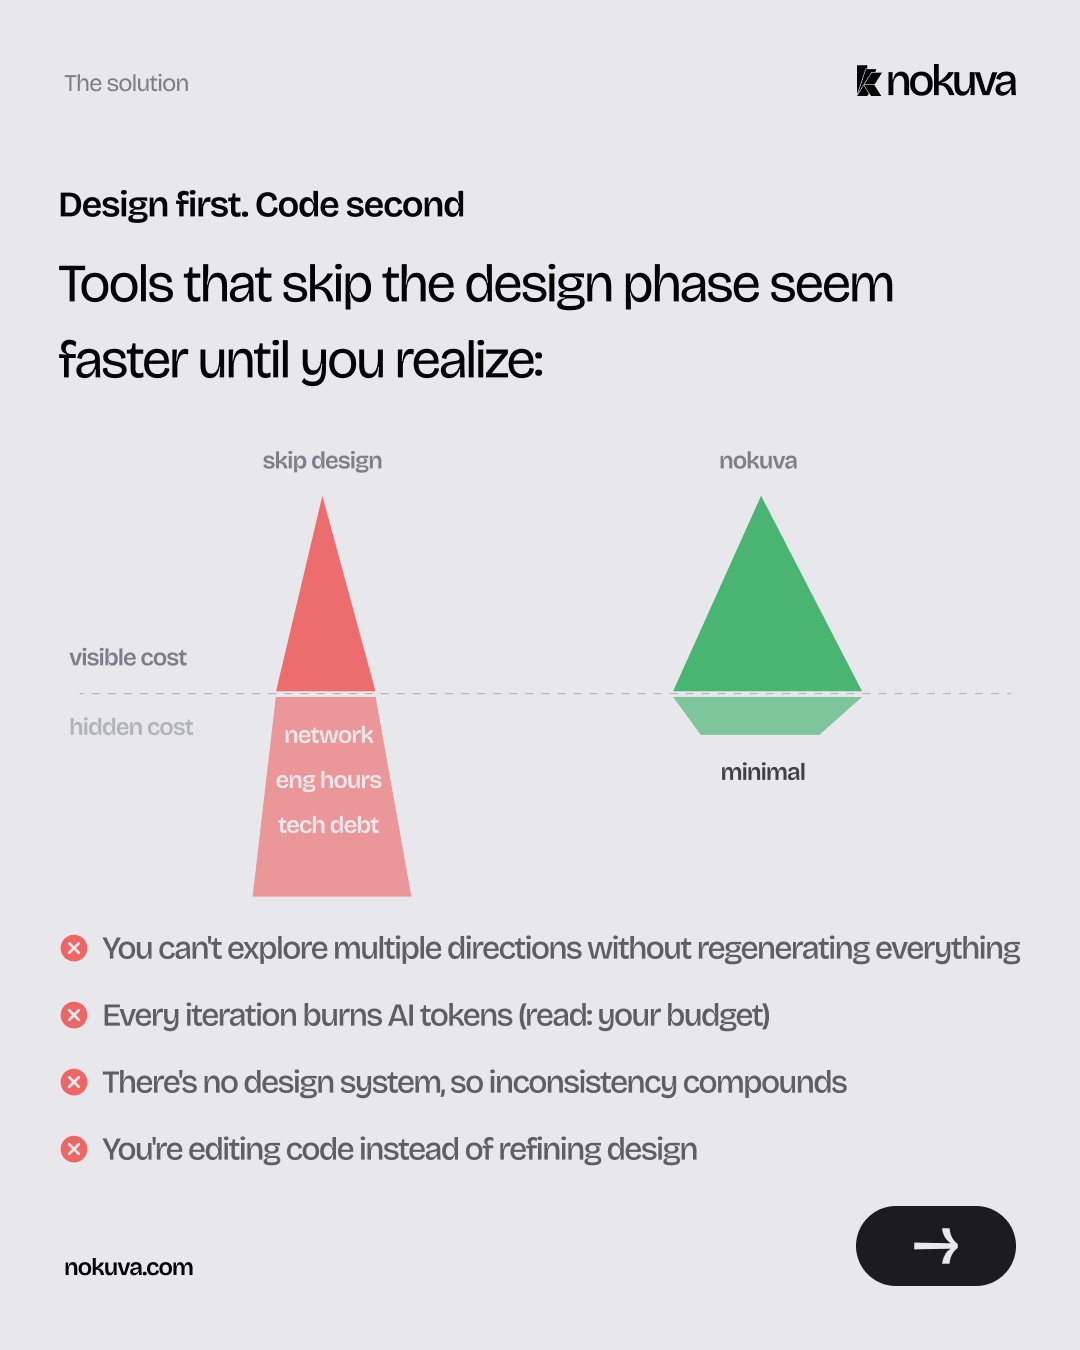 The solution
nokuva
Design first. Code second
Tools that skip the design phase seem
faster until you realize:
skip design
nokuva
visible cost
hidden cost
network
eng hours
tech debt
minimal
You can't explore multiple directions without regenerating everything
Every iteration burns AI tokens (read: your budget)
There's no design system, so inconsistency compounds
You're editing code instead of refining design
nokuva.com